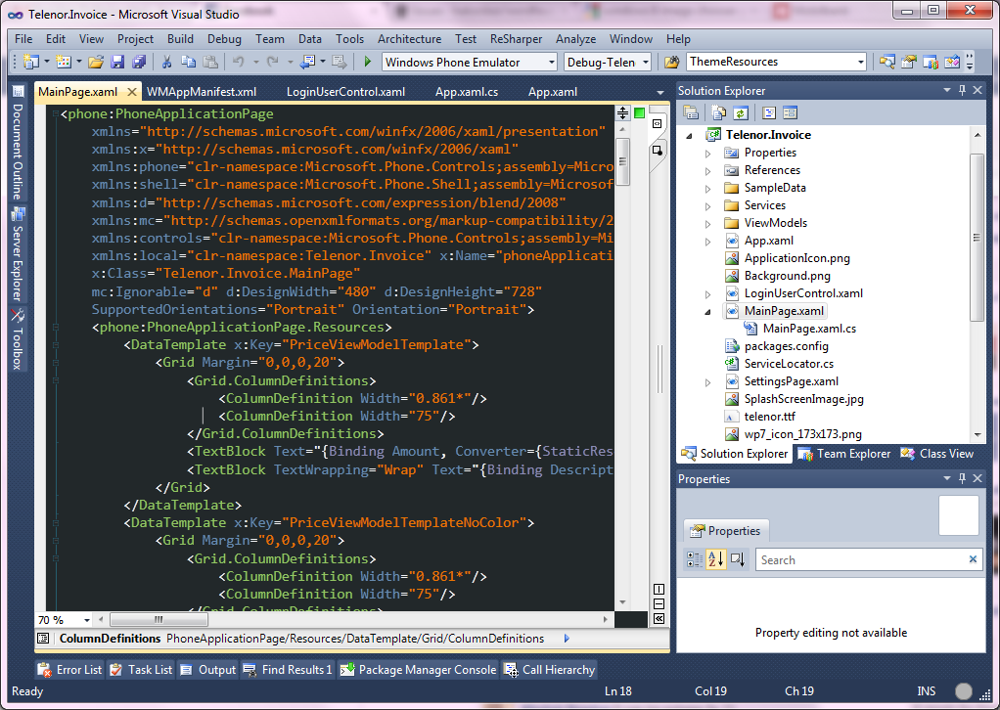 Telenor.Invoice - Microsoft Visual Studio
File Edit View Project Build Debug Team Data Tools Architecture Test ReSharper Analyze Window Help
Windows Phone Emulator Debug-Telen ThemeResources
MainPage.xaml WMAppManifest.xml LoginUserControl.xaml App.xaml.cs App.xaml
Document Outline
Server Explorer
Toolbox
<phone:PhoneApplicationPage
xmlns="http://schemas.microsoft.com/winfx/2006/xaml/presentation"
xmlns:x="http://schemas.microsoft.com/winfx/2006/xaml"
xmlns:phone="clr-namespace:Microsoft.Phone.Controls;assembly=Micro
xmlns:shell="clr-namespace:Microsoft.Phone.Shell;assembly=Microsof
xmlns:d="http://schemas.microsoft.com/expression/blend/2008"
xmlns:mc="http://schemas.openxmlformats.org/markup-compatibility/2
xmlns:controls="clr-namespace:Microsoft.Phone.Controls;assembly=Mi
xmlns:local="clr-namespace:Telenor.Invoice" x:Name="phoneApplicati
x:Class="Telenor.Invoice.MainPage"
mc:Ignorable="d" d:DesignWidth="480" d:DesignHeight="728"
SupportedOrientations="Portrait" Orientation="Portrait">
<phone:PhoneApplicationPage.Resources>
<DataTemplate x:Key="PriceViewModelTemplate">
<Grid Margin="0,0,0,20">
<Grid.ColumnDefinitions>
<ColumnDefinition Width="0.861*"/>
<ColumnDefinition Width="75"/>
</Grid.ColumnDefinitions>
<TextBlock Text="{Binding Amount, Converter={StaticRes
<TextBlock TextWrapping="Wrap" Text="{Binding Descript
</Grid>
</DataTemplate>
<DataTemplate x:Key="PriceViewModelTemplateNoColor">
<Grid Margin="0,0,0,20">
<Grid.ColumnDefinitions>
<ColumnDefinition Width="0.861*"/>
<ColumnDefinition Width="75"/>
</Grid.ColumnDefinitions>
70 %
ColumnDefinitions PhoneApplicationPage/Resources/DataTemplate/Grid/ColumnDefinitions
Solution Explorer
Telenor.Invoice
Properties
References
SampleData
Services
ViewModels
App.xaml
ApplicationIcon.png
Background.png
LoginUserControl.xaml
MainPage.xaml
MainPage.xaml.cs
packages.config
ServiceLocator.cs
SettingsPage.xaml
SplashScreenImage.jpg
telenor.ttf
wp7_icon_173x173.png
Solution Explorer Team Explorer Class View
Properties
Properties
Search
Property editing not available
Error List Task List Output Find Results 1 Package Manager Console Call Hierarchy
Ready Ln 18 Col 19 Ch 19 INS